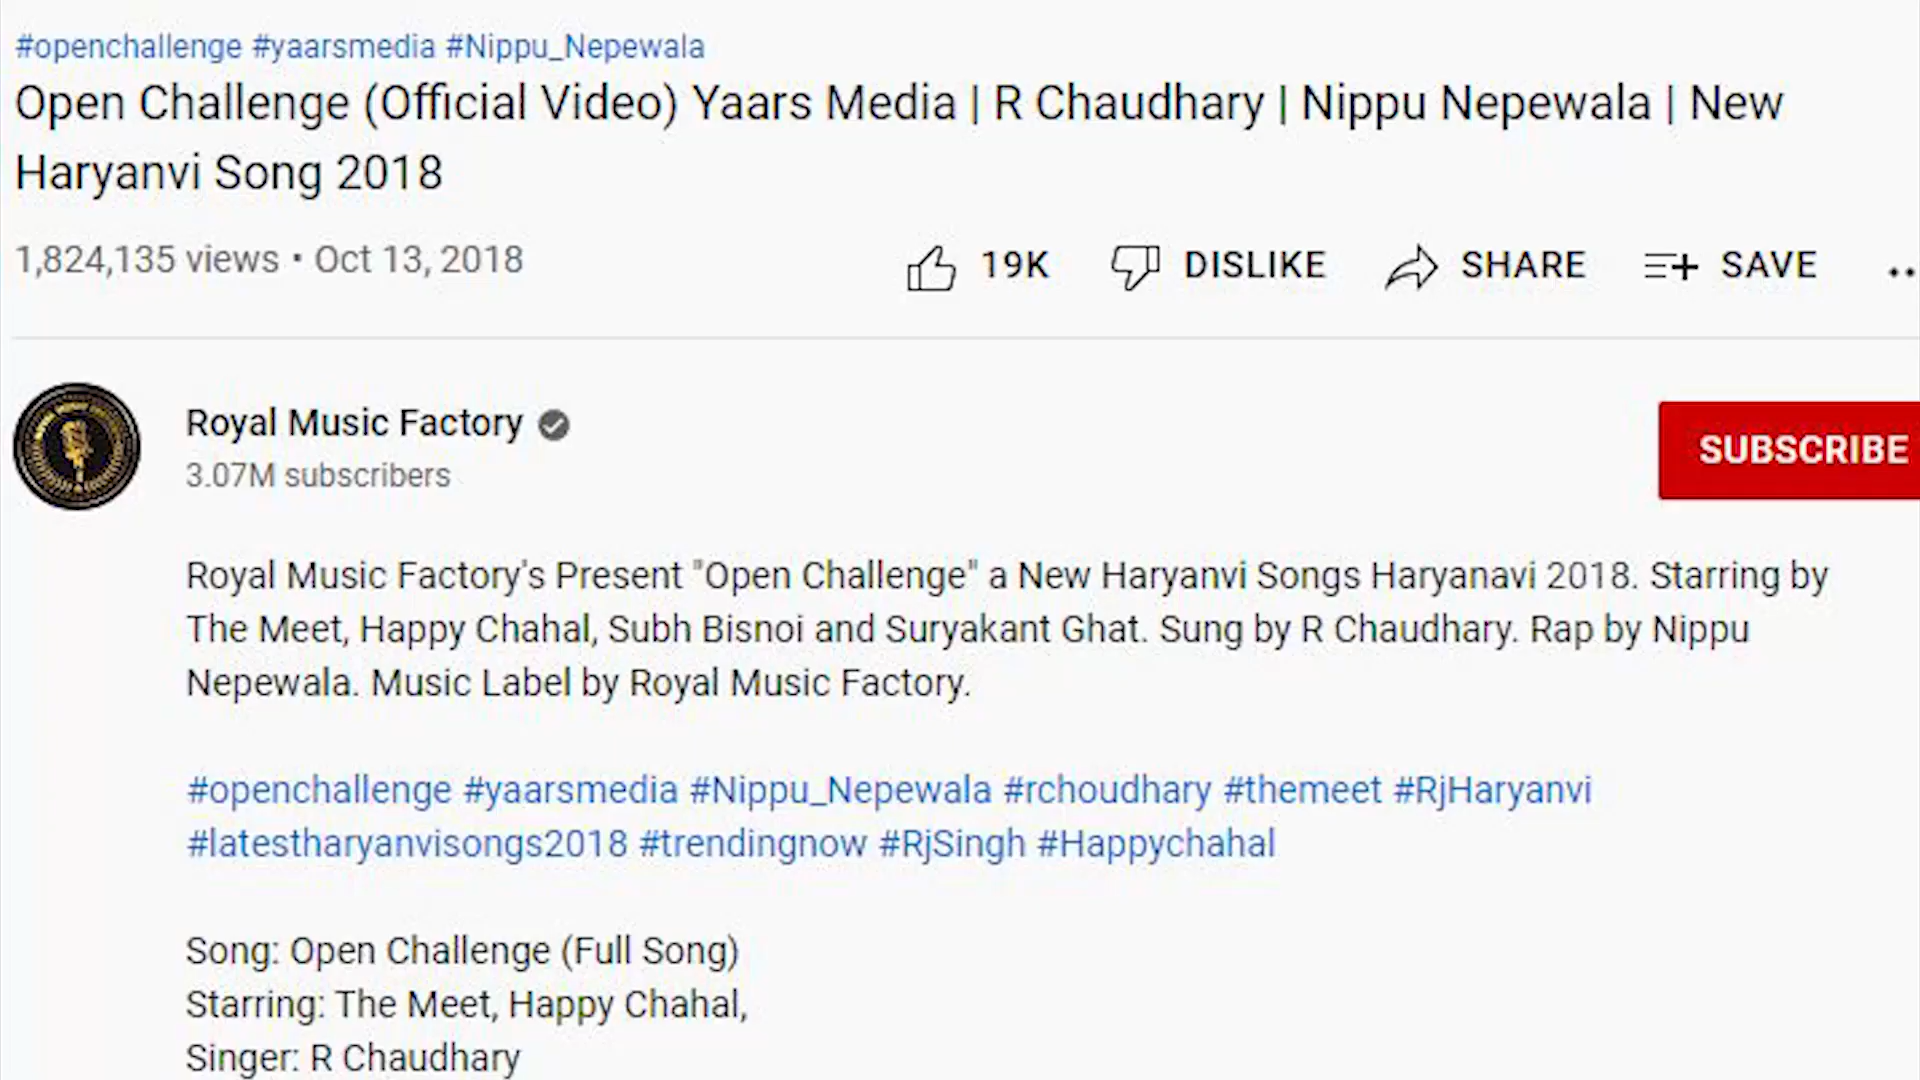 #openchallenge #yaarsmedia #Nippu_Nepewala
Open Challenge (Official Video) Yaars Media | R Chaudhary | Nippu Nepewala | New
Haryanvi Song 2018
1,824,135 views • Oct 13, 2018
19K DISLIKE SHARE SAVE
Royal Music Factory
3.07M subscribers
SUBSCRIBE
Royal Music Factory's Present "Open Challenge" a New Haryanvi Songs Haryanavi 2018. Starring by
The Meet, Happy Chahal, Subh Bisnoi and Suryakant Ghat. Sung by R Chaudhary. Rap by Nippu
Nepewala. Music Label by Royal Music Factory.
#openchallenge #yaarsmedia #Nippu_Nepewala #rchoudhary #themeet #RjHaryanvi
#latestharyanvisongs2018 #trendingnow #RjSingh #Happychahal
Song: Open Challenge (Full Song)
Starring: The Meet, Happy Chahal,
Singer: R Chaudhary